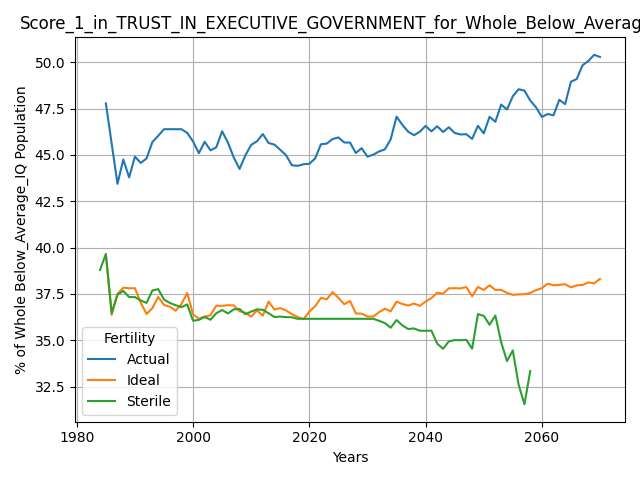 Score_1_in_TRUST_IN_EXECUTIVE_GOVERNMENT_for_Whole_Below_Averag
% of Whole Below_Average_IQ Population
50.0
47.5
45.0
42.5
40.0
37.5
35.0
32.5
Fertility
Actual
Ideal
Sterile
1980 2000 2020 2040 2060
Years